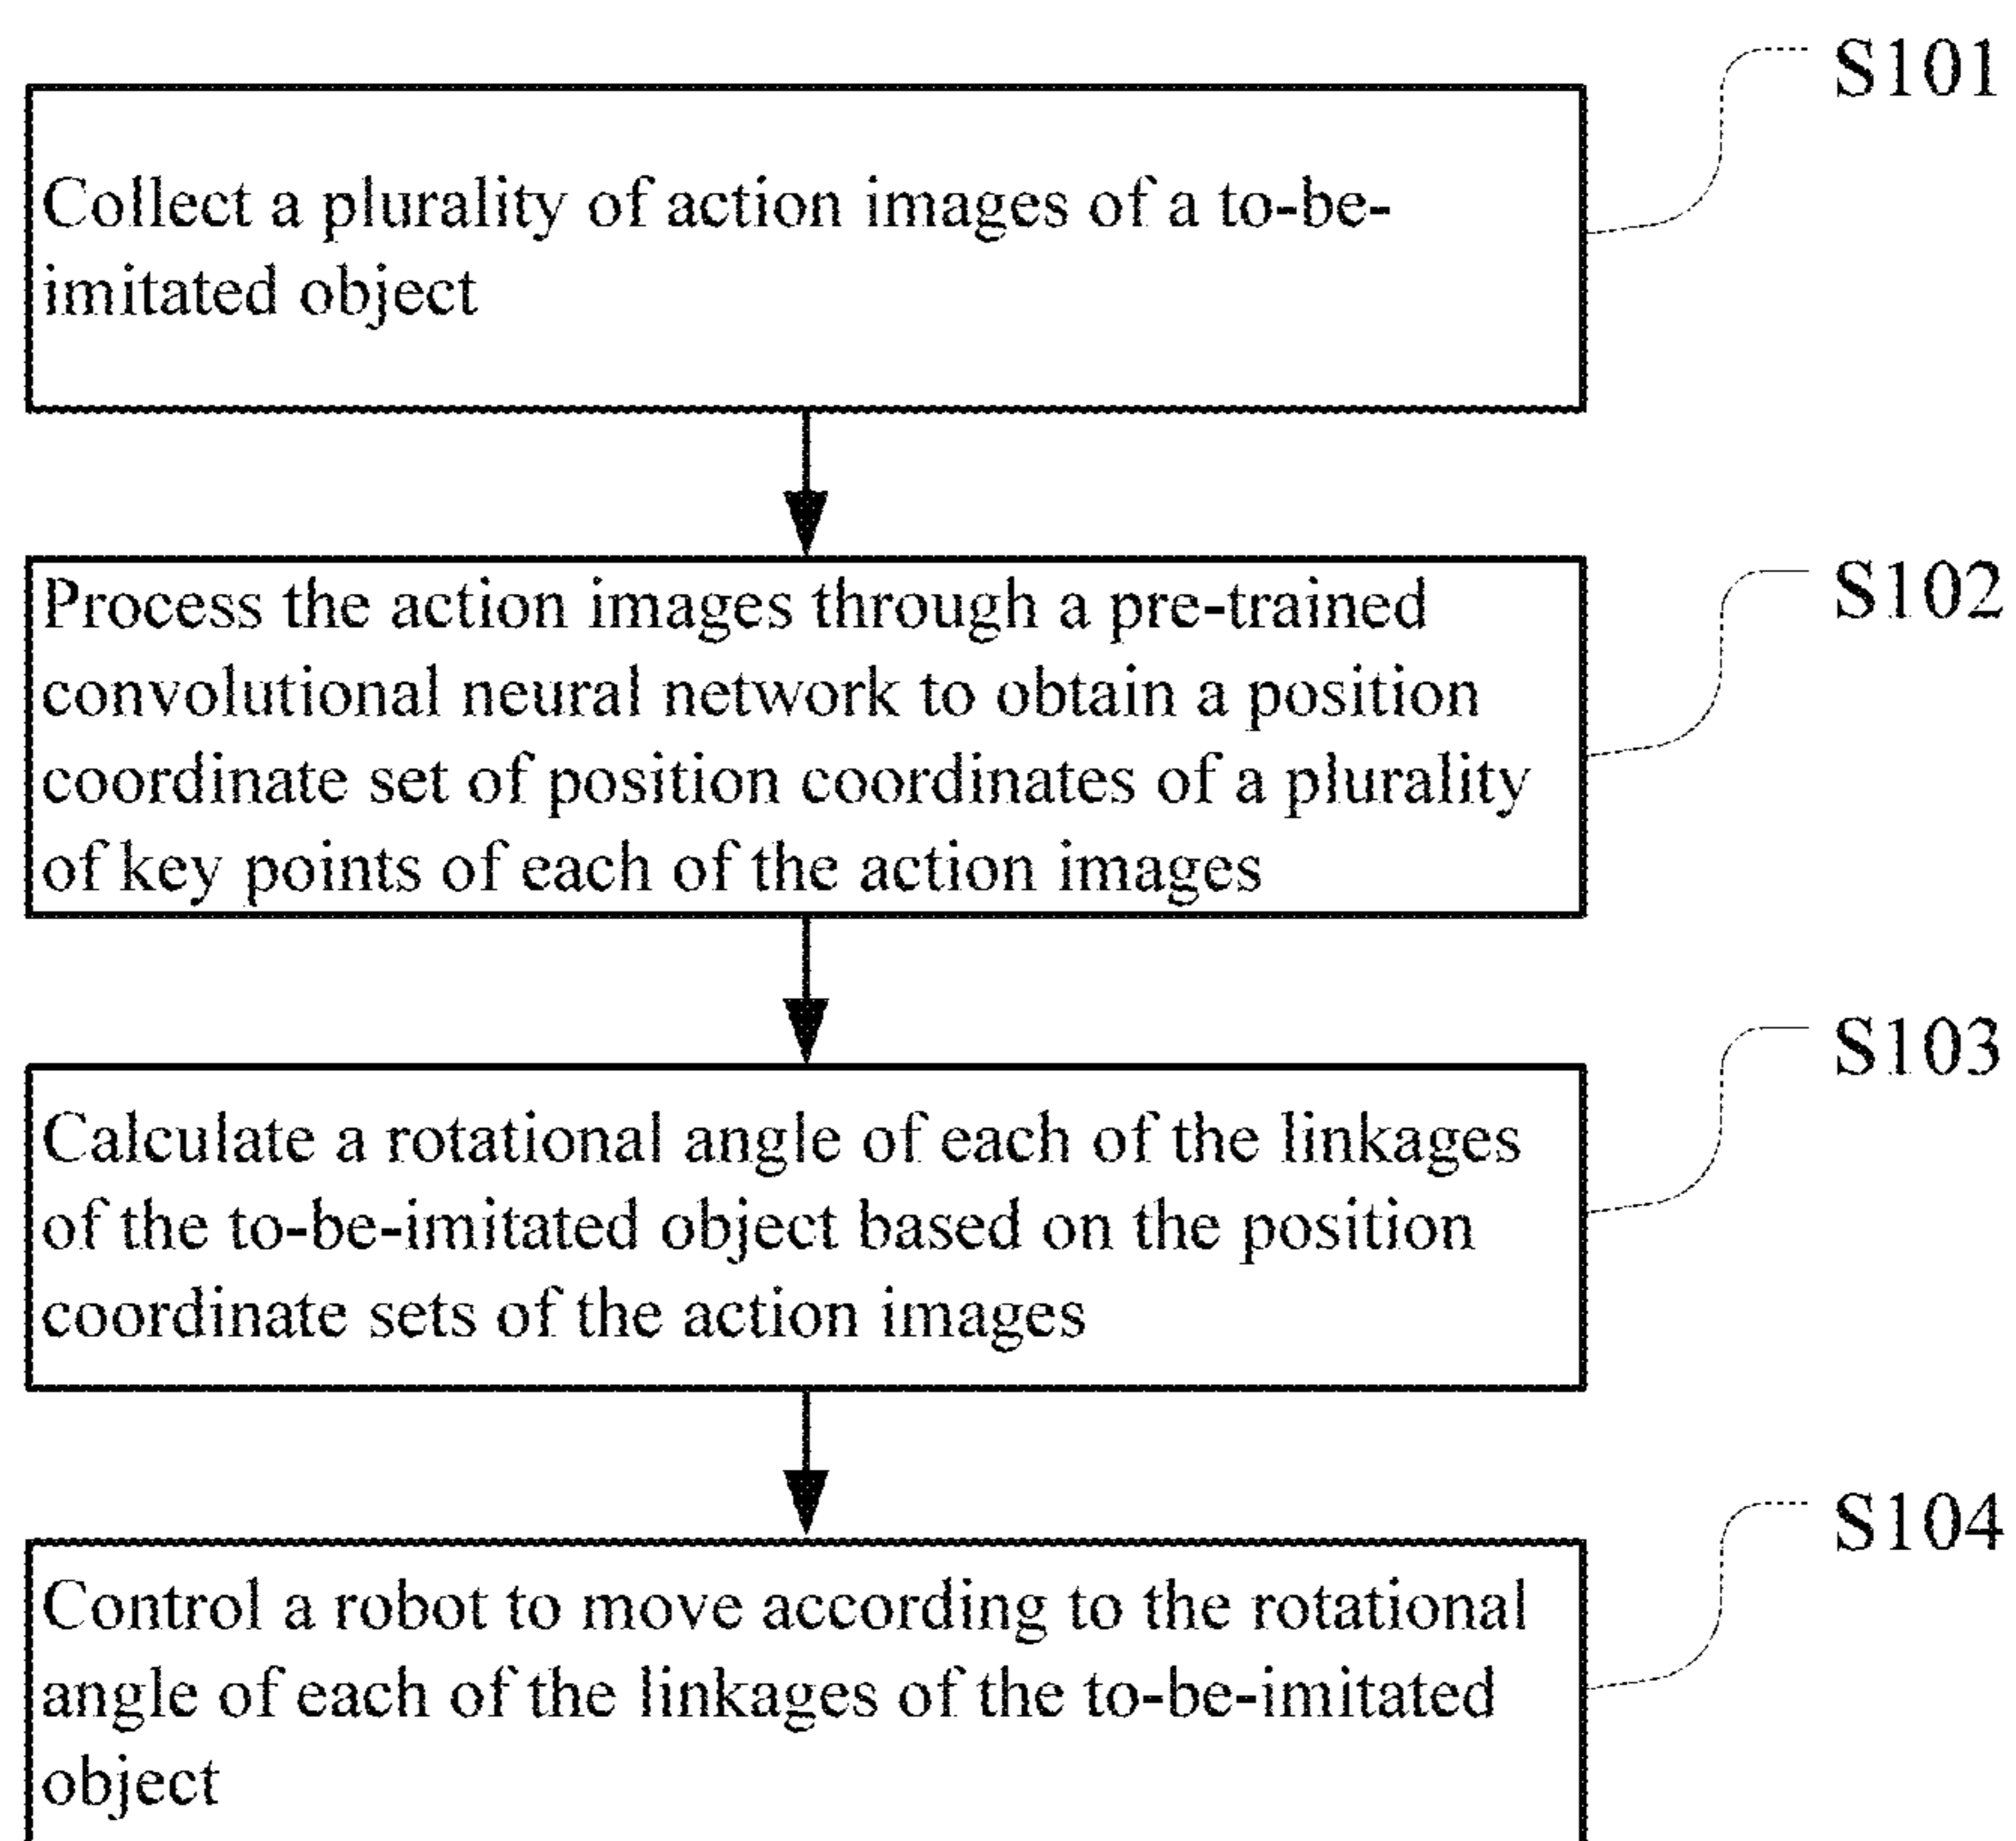 S101
Collect a plurality of action images of a to-be-
imitated object
S102
Process the action images through a pre-trained
convolutional neural network to obtain a position
coordinate set of position coordinates of a plurality
of key points of each of the action images
S103
Calculate a rotational angle of each of the linkages
of the to-be-imitated object based on the position
coordinate sets of the action images
S104
Control a robot to move according to the rotational
angle of each of the linkages of the to-be-imitated
object